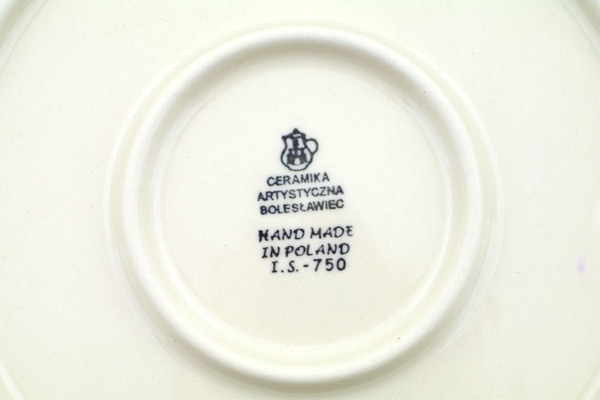 CERAMIKA
ARTYSTYCZNA
BOLESŁAWIEC
HAND MADE
IN POLAND
I.S.-750